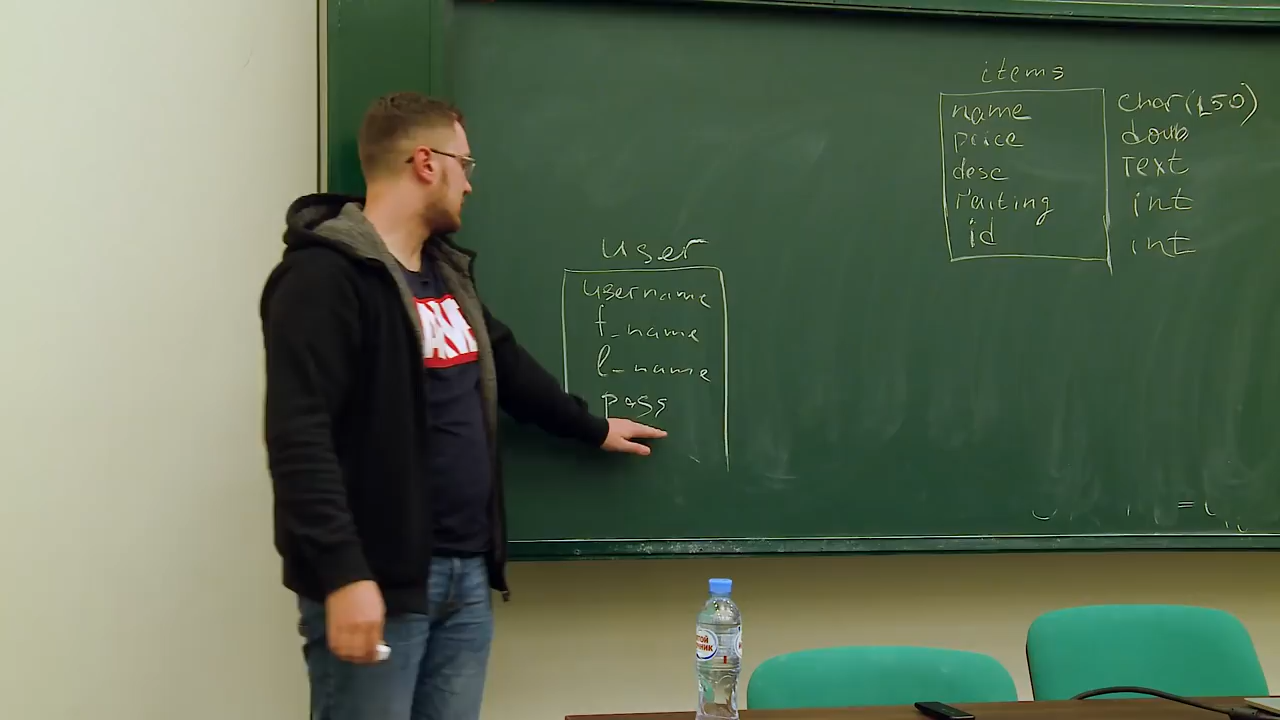 items
name char(150)
price doub
desc Text
raiting int
id int
user
username
f_name
l_name
pass